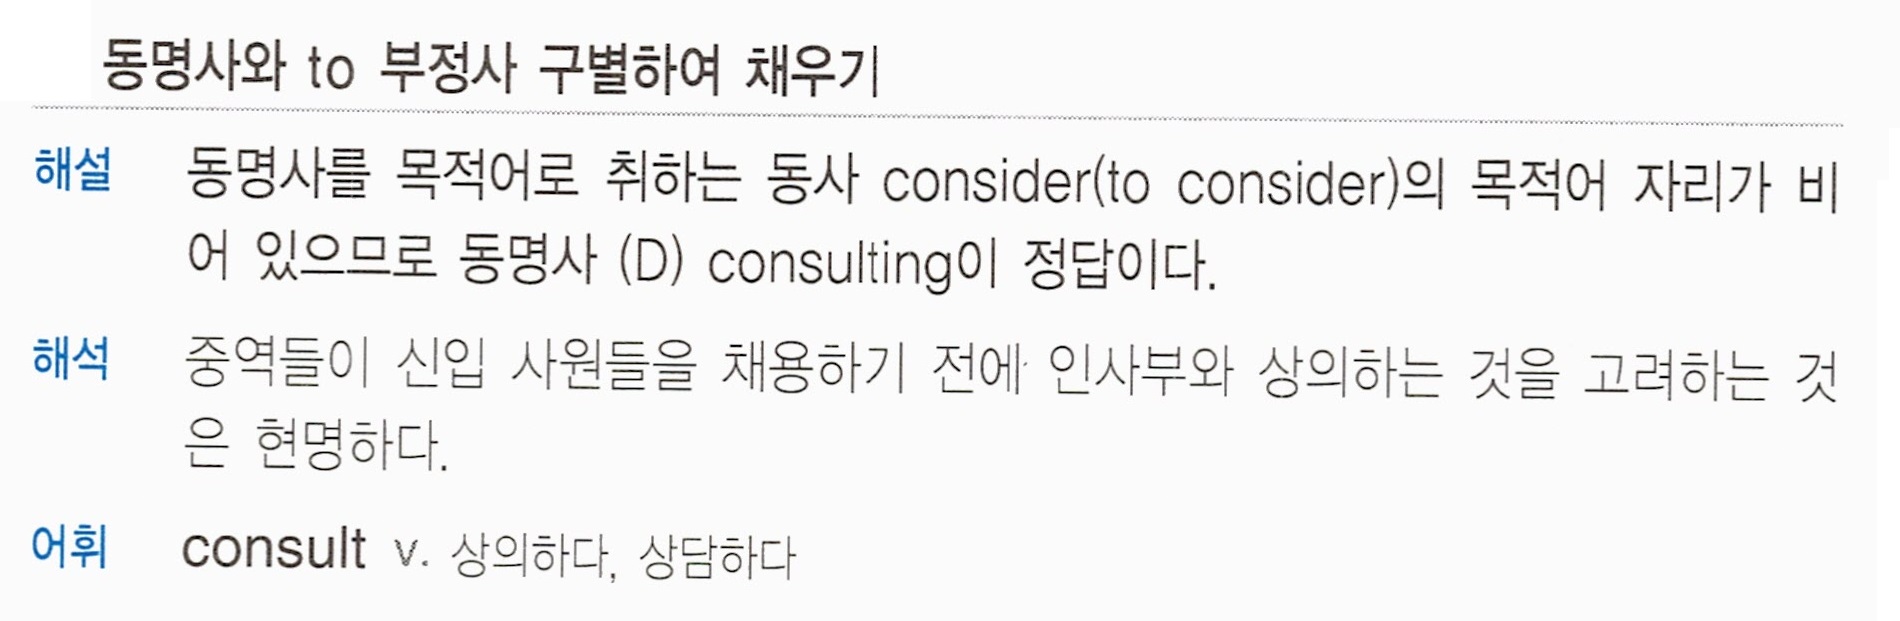 동명사와 to 부정사 구별하여 채우기
해설 동명사를 목적어로 취하는 동사 consider(to consider)의 목적어 자리가 비
어 있으므로 동명사 (D) consulting이 정답이다.
해석 중역들이 신입 사원들을 채용하기 전에 인사부와 상의하는 것을 고려하는 것
은 현명하다.
어휘 consult v. 상의하다, 상담하다